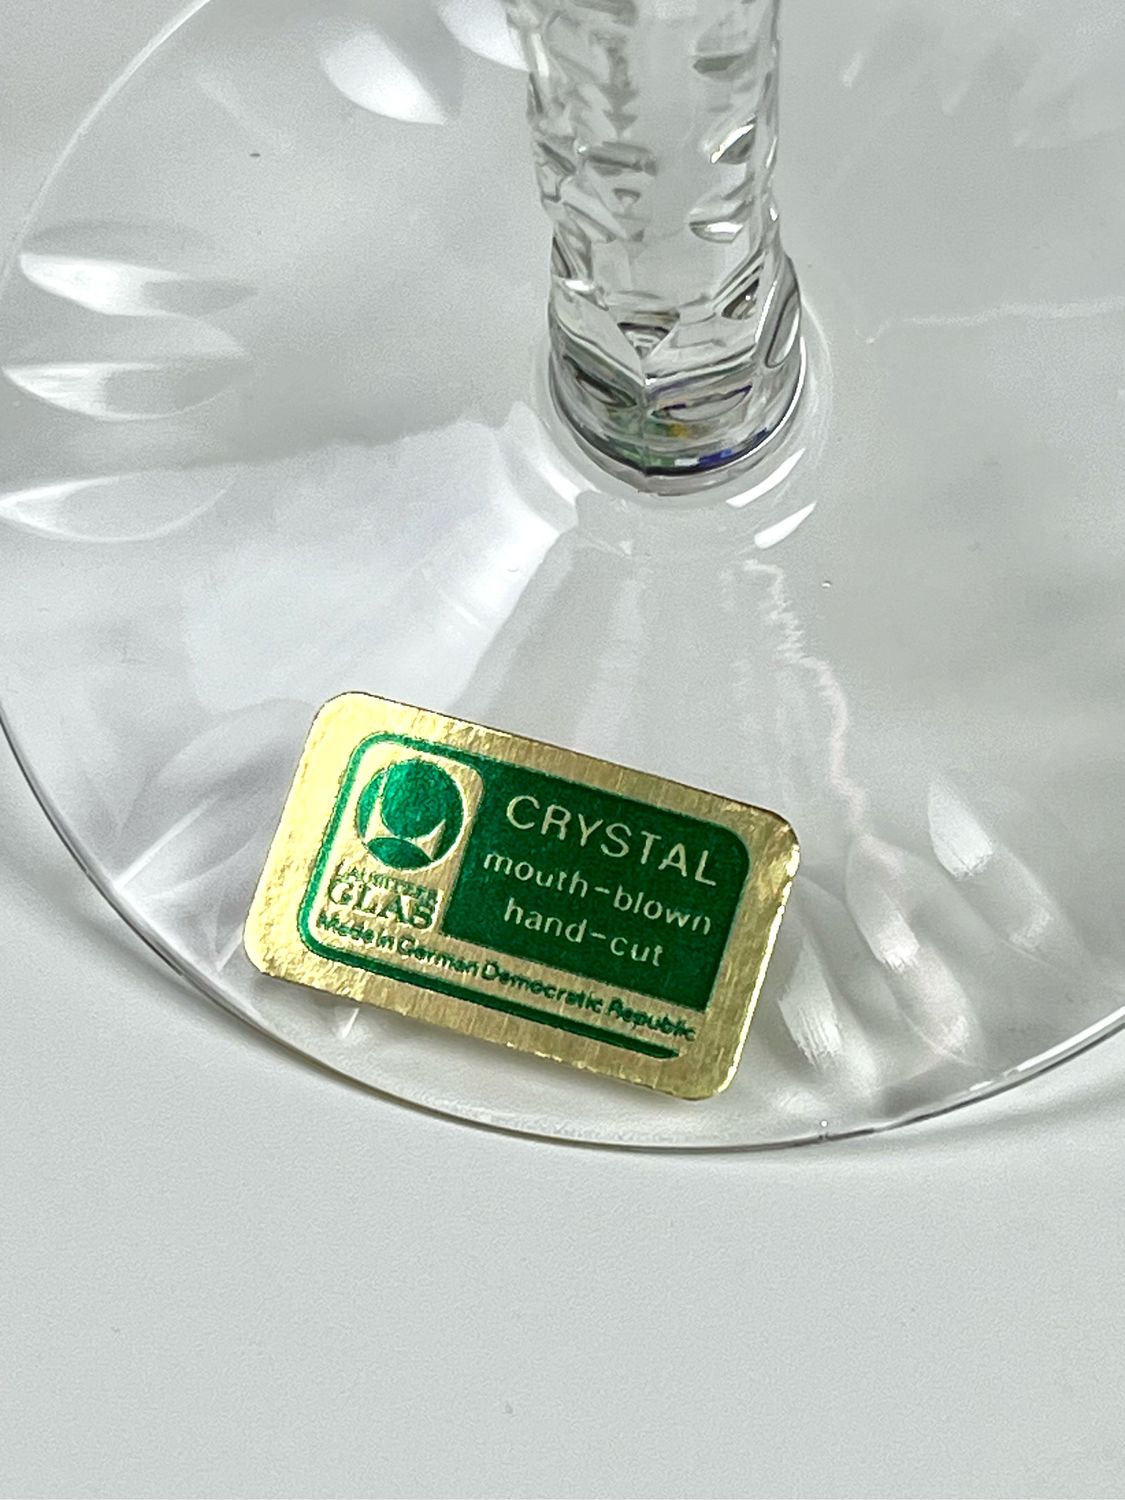 CRYSTAL
mouth-blown
hand-cut
LAUSITZER
GLAS
Made in German Democratic Republic